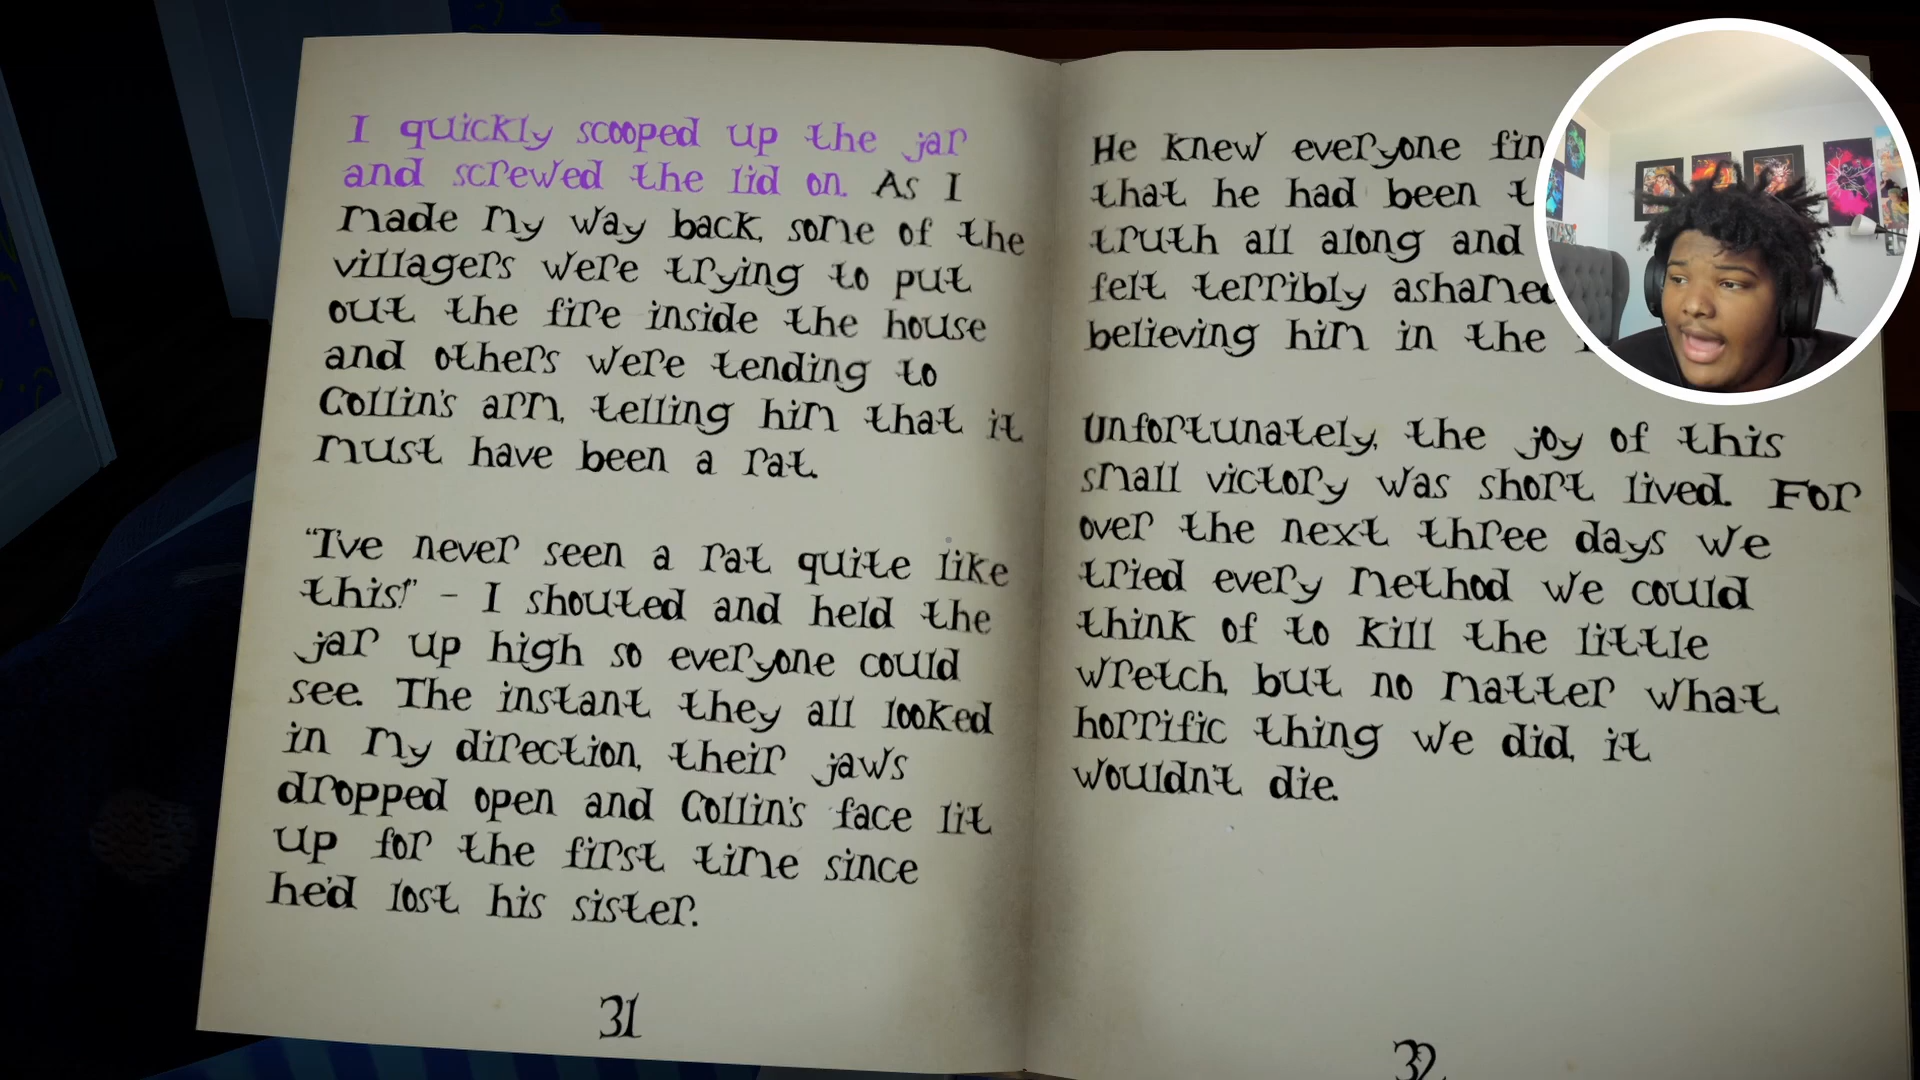 I quickly scooped up the jar
and screwed the lid on. As I
made my way back, some of the
villagers were trying to put
out the fire inside the house
and others were tending to
Collin's arm, telling him that it
must have been a rat.
"I've never seen a rat quite like
this!" - I shouted and held the
jar up high so everyone could
see. The instant they all looked
in my direction, their jaws
dropped open and Collin's face lit
up for the first time since
he'd lost his sister.
31
He knew everyone
that he had been
truth all along and
felt terribly
believing him in the
Unfortunately, the joy of this
small victory was short lived. For
over the next three days we
tried every method we could
think of to kill the little
wretch, but no matter what
horrific thing we did, it
wouldn't die.
32